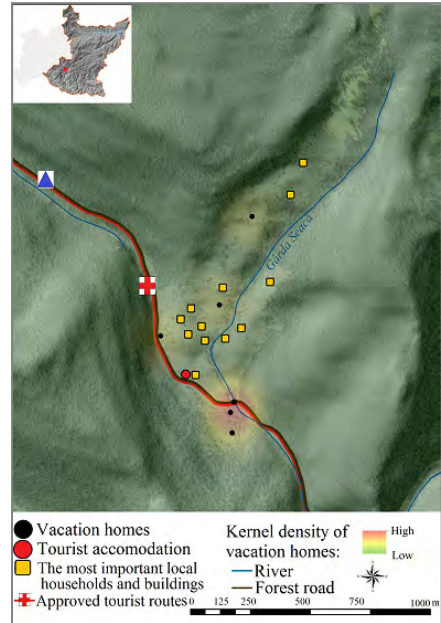 Gârda Seaca
Vacation homes
Tourist accomodation
The most important local
households and buildings
Approved tourist routes
Kernel density of
vacation homes:
High
Low
River
Forest road
0 125 250 500 750 1000 m